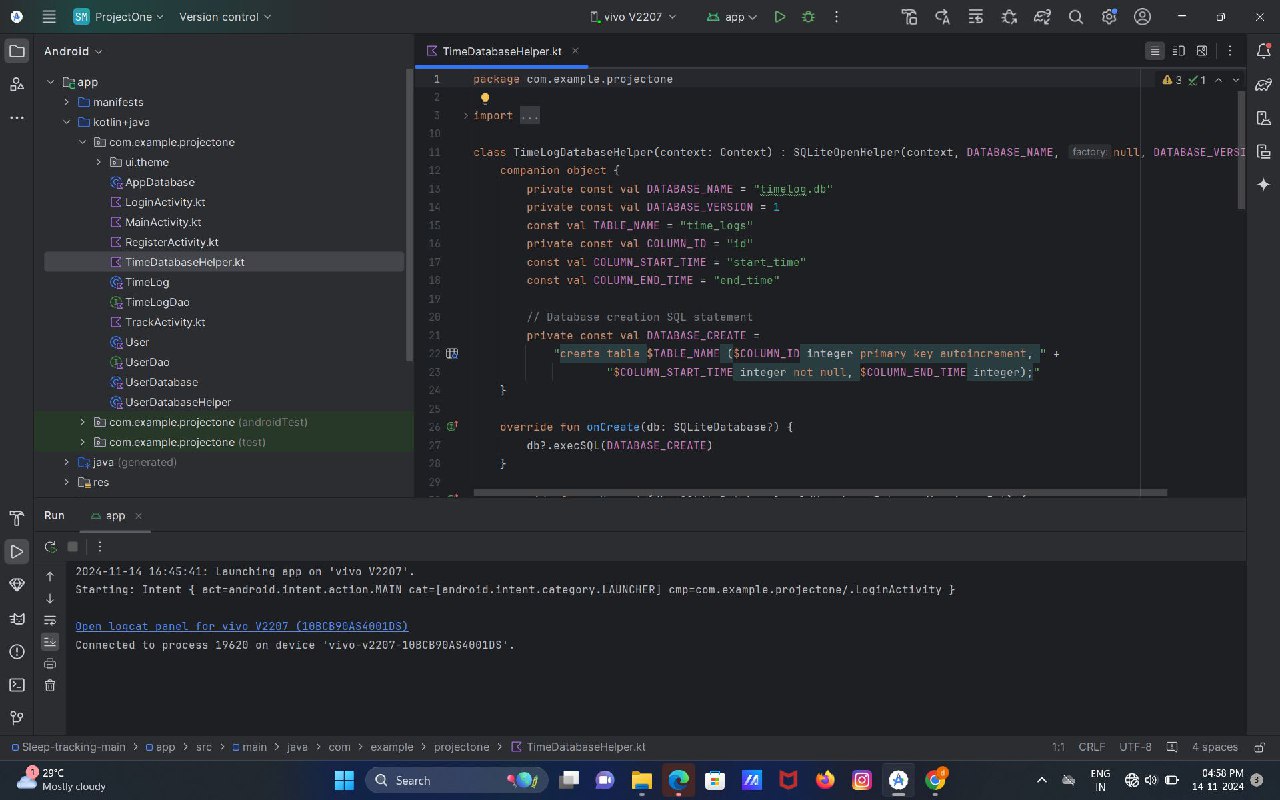 SM ProjectOne Version control vivo V2207 app
Android
app
manifests
kotlin+java
com.example.projectone
ui.theme
AppDatabase
LoginActivity.kt
MainActivity.kt
RegisterActivity.kt
TimeDatabaseHelper.kt
TimeLog
TimeLogDao
TrackActivity.kt
User
UserDao
UserDatabase
UserDatabaseHelper
com.example.projectone (androidTest)
com.example.projectone (test)
java (generated)
res
TimeDatabaseHelper.kt
3 1
1 package com.example.projectone
2
3 import ...
10
11 class TimeLogDatabaseHelper(context: Context) : SQLiteOpenHelper(context, DATABASE_NAME, factory: null, DATABASE_VERSI
12 companion object {
13 private const val DATABASE_NAME = "timelog.db"
14 private const val DATABASE_VERSION = 1
15 const val TABLE_NAME = "time_logs"
16 private const val COLUMN_ID = "id"
17 const val COLUMN_START_TIME = "start_time"
18 const val COLUMN_END_TIME = "end_time"
19
20 // Database creation SQL statement
21 private const val DATABASE_CREATE =
22 "create table $TABLE_NAME ($COLUMN_ID integer primary key autoincrement, " +
23 "$COLUMN_START_TIME integer not null, $COLUMN_END_TIME integer);"
24 }
25
26 override fun onCreate(db: SQLiteDatabase?) {
27 db?.execSQL(DATABASE_CREATE)
28 }
29
Run app
2024-11-14 16:45:41: Launching app on 'vivo V2207'.
Starting: Intent { act=android.intent.action.MAIN cat=[android.intent.category.LAUNCHER] cmp=com.example.projectone/.LoginActivity }
Open logcat panel for vivo V2207 (10BCB90AS4001DS)
Connected to process 19620 on device 'vivo-v2207-10BCB90AS4001DS'.
Sleep-tracking-main > app > src > main > java > com > example > projectone > TimeDatabaseHelper.kt 1:1 CRLF UTF-8 4 spaces
1 29°C
Mostly cloudy
Search
ENG
IN
04:58 PM
14-11-2024
3